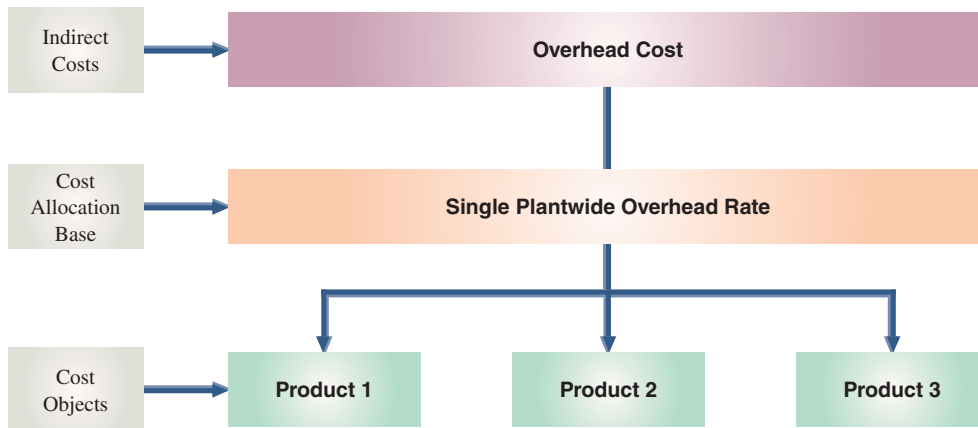 Indirect
Costs
Overhead Cost
Cost
Allocation
Base
Single Plantwide Overhead Rate
Cost
Objects
Product 1
Product 2
Product 3